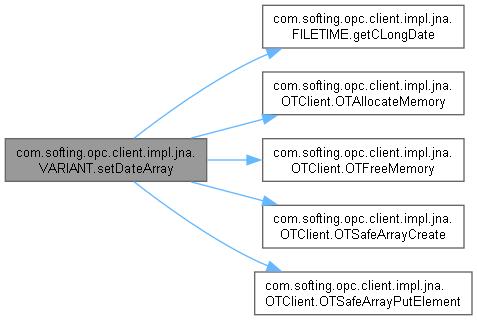 com.softing.opc.client.impl.jna.
VARIANT.setDateArray
com.softing.opc.client.impl.jna.
FILETIME.getCLongDate
com.softing.opc.client.impl.jna.
OTClient.OTAllocateMemory
com.softing.opc.client.impl.jna.
OTClient.OTFreeMemory
com.softing.opc.client.impl.jna.
OTClient.OTSafeArrayCreate
com.softing.opc.client.impl.jna.
OTClient.OTSafeArrayPutElement